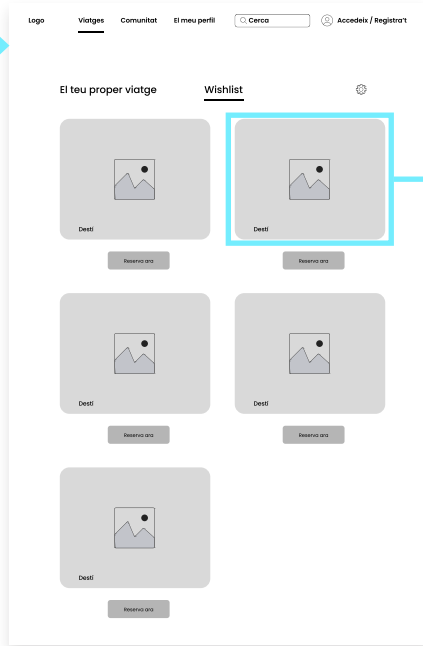 Logo Viatges Comunitat El meu perfil Cerca Accedeix / Registra't
El teu proper viatge Wishlist
Destí Destí
Reserva ara Reserva ara
Destí Destí
Reserva ara Reserva ara
Destí
Reserva ara